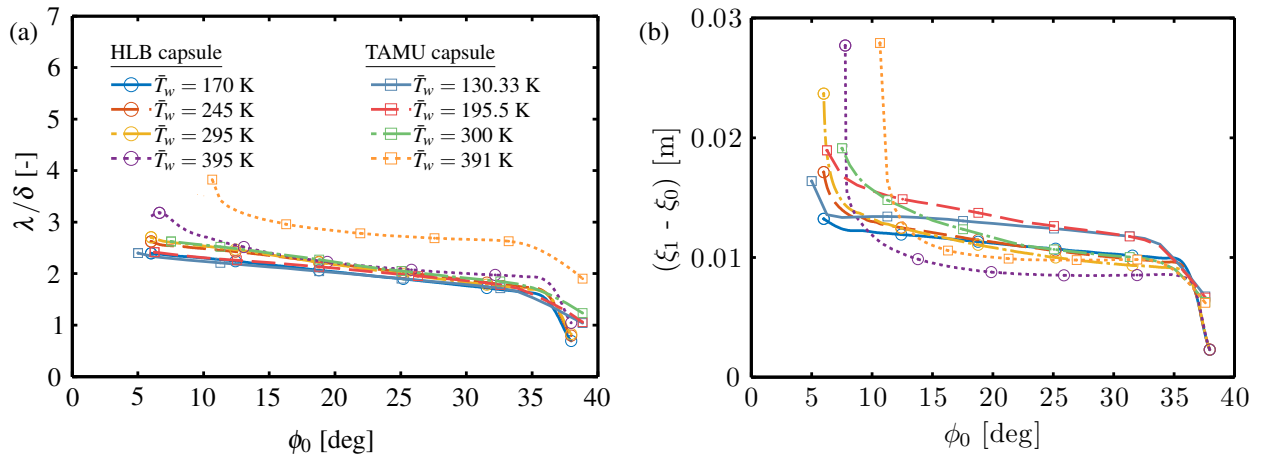 (a)
7
6
5
4
3
2
1
0
λ/δ [-]
HLB capsule
T̄w = 170 K
T̄w = 245 K
T̄w = 295 K
T̄w = 395 K
TAMU capsule
T̄w = 130.33 K
T̄w = 195.5 K
T̄w = 300 K
T̄w = 391 K
0 5 10 15 20 25 30 35 40
ϕ0 [deg]
(b)
0.03
0.02
0.01
0
(ξ1 - ξ0) [m]
0 5 10 15 20 25 30 35 40
ϕ0 [deg]